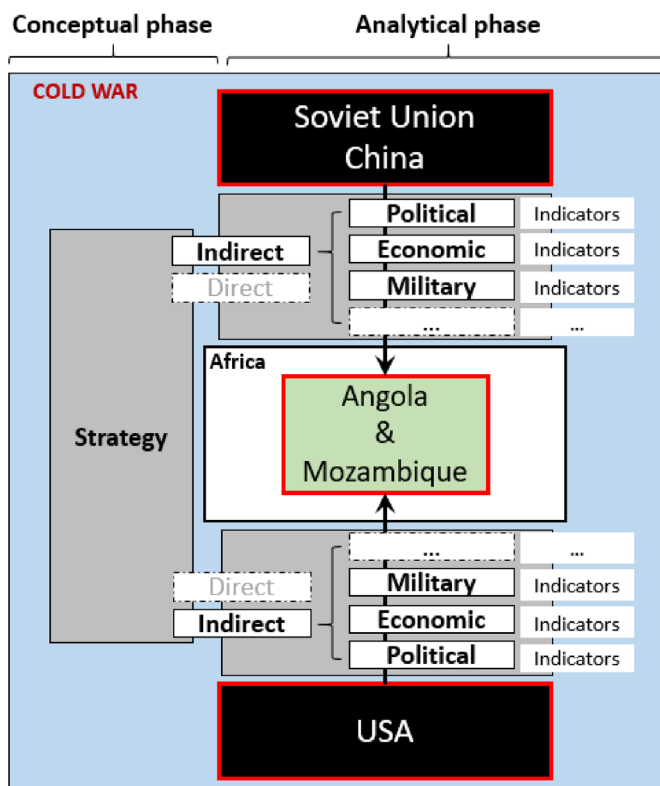 Conceptual phase
Analytical phase
COLD WAR
Soviet Union
China
Political
Indicators
Indirect
Economic
Indicators
Direct
Military
Indicators
...
...
Africa
Angola
&
Mozambique
Strategy
...
...
Direct
Military
Indicators
Indirect
Economic
Indicators
Political
Indicators
USA